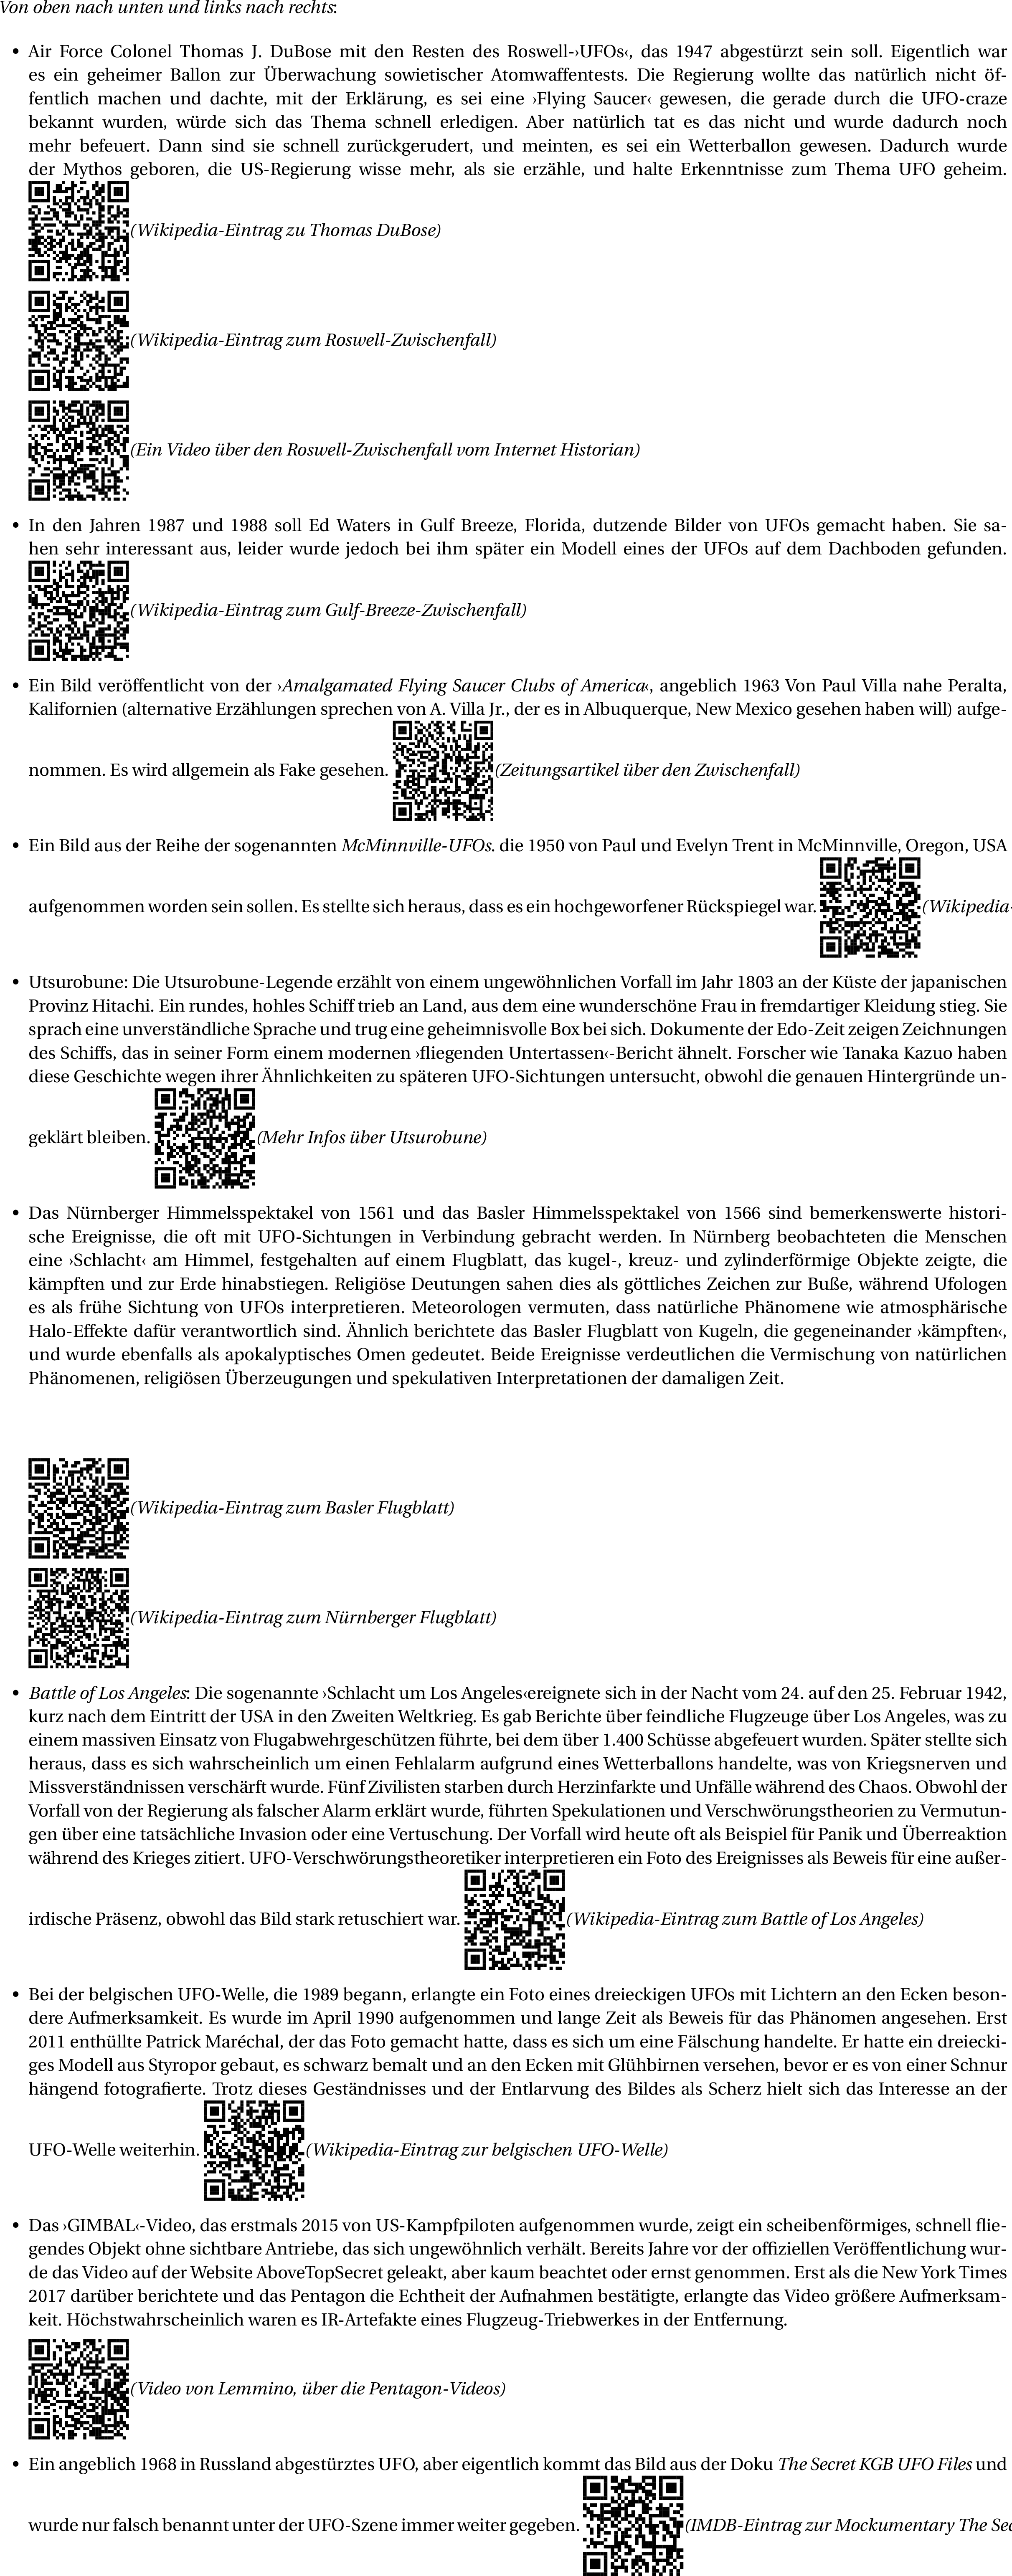 Von oben nach unten und links nach rechts:
• Air Force Colonel Thomas J. DuBose mit den Resten des Roswell-›UFOs‹, das 1947 abgestürzt sein soll. Eigentlich war
es ein geheimer Ballon zur Überwachung sowietischer Atomwaffentests. Die Regierung wollte das natürlich nicht öf-
fentlich machen und dachte, mit der Erklärung, es sei eine ›Flying Saucer‹ gewesen, die gerade durch die UFO-craze
bekannt wurden, würde sich das Thema schnell erledigen. Aber natürlich tat es das nicht und wurde dadurch noch
mehr befeuert. Dann sind sie schnell zurückgerudert, und meinten, es sei ein Wetterballon gewesen. Dadurch wurde
der Mythos geboren, die US-Regierung wisse mehr, als sie erzähle, und halte Erkenntnisse zum Thema UFO geheim.
(Wikipedia-Eintrag zu Thomas DuBose)
(Wikipedia-Eintrag zum Roswell-Zwischenfall)
(Ein Video über den Roswell-Zwischenfall vom Internet Historian)
• In den Jahren 1987 und 1988 soll Ed Waters in Gulf Breeze, Florida, dutzende Bilder von UFOs gemacht haben. Sie sa-
hen sehr interessant aus, leider wurde jedoch bei ihm später ein Modell eines der UFOs auf dem Dachboden gefunden.
(Wikipedia-Eintrag zum Gulf-Breeze-Zwischenfall)
• Ein Bild veröffentlicht von der ›Amalgamated Flying Saucer Clubs of America‹, angeblich 1963 Von Paul Villa nahe Peralta,
Kalifornien (alternative Erzählungen sprechen von A. Villa Jr., der es in Albuquerque, New Mexico gesehen haben will) aufge-
nommen. Es wird allgemein als Fake gesehen. (Zeitungsartikel über den Zwischenfall)
• Ein Bild aus der Reihe der sogenannten McMinnville-UFOs. die 1950 von Paul und Evelyn Trent in McMinnville, Oregon, USA
aufgenommen worden sein sollen. Es stellte sich heraus, dass es ein hochgeworfener Rückspiegel war. (Wikipedia-
• Utsurobune: Die Utsurobune-Legende erzählt von einem ungewöhnlichen Vorfall im Jahr 1803 an der Küste der japanischen
Provinz Hitachi. Ein rundes, hohles Schiff trieb an Land, aus dem eine wunderschöne Frau in fremdartiger Kleidung stieg. Sie
sprach eine unverständliche Sprache und trug eine geheimnisvolle Box bei sich. Dokumente der Edo-Zeit zeigen Zeichnungen
des Schiffs, das in seiner Form einem modernen ›fliegenden Untertassen‹-Bericht ähnelt. Forscher wie Tanaka Kazuo haben
diese Geschichte wegen ihrer Ähnlichkeiten zu späteren UFO-Sichtungen untersucht, obwohl die genauen Hintergründe un-
geklärt bleiben. (Mehr Infos über Utsurobune)
• Das Nürnberger Himmelsspektakel von 1561 und das Basler Himmelsspektakel von 1566 sind bemerkenswerte histori-
sche Ereignisse, die oft mit UFO-Sichtungen in Verbindung gebracht werden. In Nürnberg beobachteten die Menschen
eine ›Schlacht‹ am Himmel, festgehalten auf einem Flugblatt, das kugel-, kreuz- und zylinderförmige Objekte zeigte, die
kämpften und zur Erde hinabstiegen. Religiöse Deutungen sahen dies als göttliches Zeichen zur Buße, während Ufologen
es als frühe Sichtung von UFOs interpretieren. Meteorologen vermuten, dass natürliche Phänomene wie atmosphärische
Halo-Effekte dafür verantwortlich sind. Ähnlich berichtete das Basler Flugblatt von Kugeln, die gegeneinander ›kämpften‹,
und wurde ebenfalls als apokalyptisches Omen gedeutet. Beide Ereignisse verdeutlichen die Vermischung von natürlichen
Phänomenen, religiösen Überzeugungen und spekulativen Interpretationen der damaligen Zeit.
(Wikipedia-Eintrag zum Basler Flugblatt)
(Wikipedia-Eintrag zum Nürnberger Flugblatt)
• Battle of Los Angeles: Die sogenannte ›Schlacht um Los Angeles‹ereignete sich in der Nacht vom 24. auf den 25. Februar 1942,
kurz nach dem Eintritt der USA in den Zweiten Weltkrieg. Es gab Berichte über feindliche Flugzeuge über Los Angeles, was zu
einem massiven Einsatz von Flugabwehrgeschützen führte, bei dem über 1.400 Schüsse abgefeuert wurden. Später stellte sich
heraus, dass es sich wahrscheinlich um einen Fehlalarm aufgrund eines Wetterballons handelte, was von Kriegsnerven und
Missverständnissen verschärft wurde. Fünf Zivilisten starben durch Herzinfarkte und Unfälle während des Chaos. Obwohl der
Vorfall von der Regierung als falscher Alarm erklärt wurde, führten Spekulationen und Verschwörungstheorien zu Vermutun-
gen über eine tatsächliche Invasion oder eine Vertuschung. Der Vorfall wird heute oft als Beispiel für Panik und Überreaktion
während des Krieges zitiert. UFO-Verschwörungstheoretiker interpretieren ein Foto des Ereignisses als Beweis für eine außer-
irdische Präsenz, obwohl das Bild stark retuschiert war. (Wikipedia-Eintrag zum Battle of Los Angeles)
• Bei der belgischen UFO-Welle, die 1989 begann, erlangte ein Foto eines dreieckigen UFOs mit Lichtern an den Ecken beson-
dere Aufmerksamkeit. Es wurde im April 1990 aufgenommen und lange Zeit als Beweis für das Phänomen angesehen. Erst
2011 enthüllte Patrick Maréchal, der das Foto gemacht hatte, dass es sich um eine Fälschung handelte. Er hatte ein dreiecki-
ges Modell aus Styropor gebaut, es schwarz bemalt und an den Ecken mit Glühbirnen versehen, bevor er es von einer Schnur
hängend fotografierte. Trotz dieses Geständnisses und der Entlarvung des Bildes als Scherz hielt sich das Interesse an der
UFO-Welle weiterhin. (Wikipedia-Eintrag zur belgischen UFO-Welle)
• Das ›GIMBAL‹-Video, das erstmals 2015 von US-Kampfpiloten aufgenommen wurde, zeigt ein scheibenförmiges, schnell flie-
gendes Objekt ohne sichtbare Antriebe, das sich ungewöhnlich verhält. Bereits Jahre vor der offiziellen Veröffentlichung wur-
de das Video auf der Website AboveTopSecret geleakt, aber kaum beachtet oder ernst genommen. Erst als die New York Times
2017 darüber berichtete und das Pentagon die Echtheit der Aufnahmen bestätigte, erlangte das Video größere Aufmerksam-
keit. Höchstwahrscheinlich waren es IR-Artefakte eines Flugzeug-Triebwerkes in der Entfernung.
(Video von Lemmino, über die Pentagon-Videos)
• Ein angeblich 1968 in Russland abgestürztes UFO, aber eigentlich kommt das Bild aus der Doku The Secret KGB UFO Files und
wurde nur falsch benannt unter der UFO-Szene immer weiter gegeben. (IMDB-Eintrag zur Mockumentary The